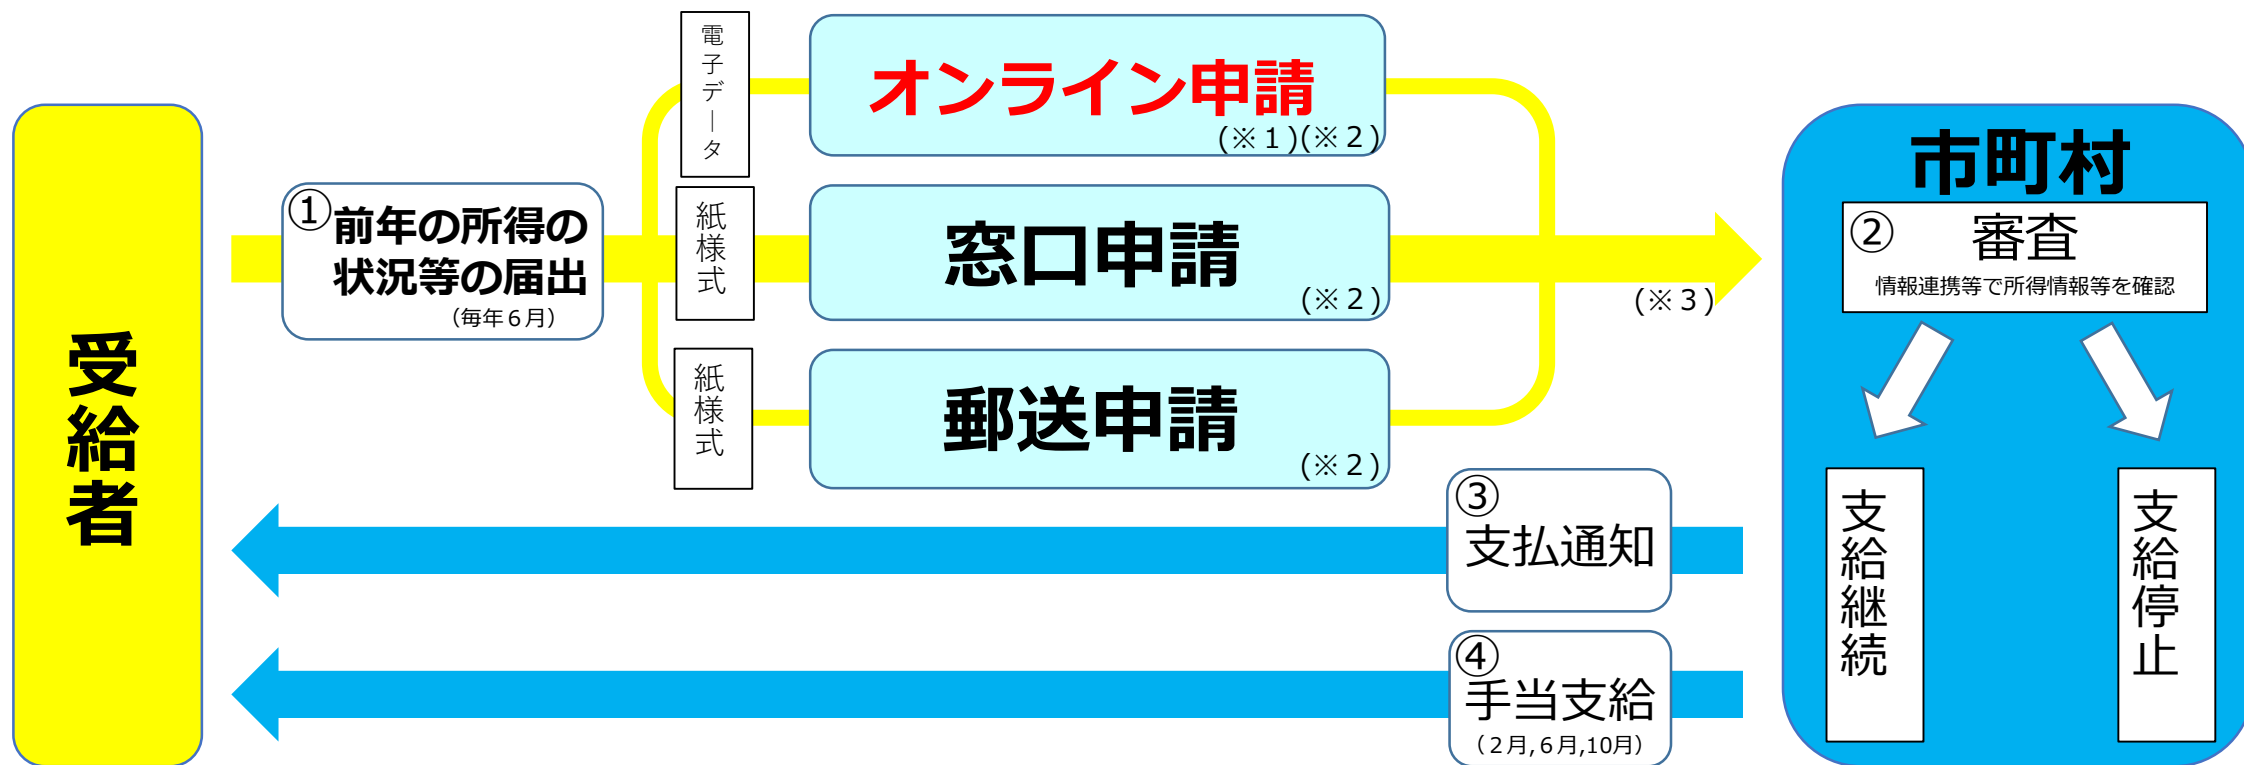 受給者
①前年の所得の
状況等の届出
（毎年６月）
電子データ
オンライン申請
(※１)(※２)
紙様式
窓口申請
(※２)
紙様式
郵送申請
(※２)
(※３)
市町村
② 審査
情報連携等で所得情報等を確認
支給継続
支給停止
③
支払通知
④
手当支給
（２月,６月,10月）